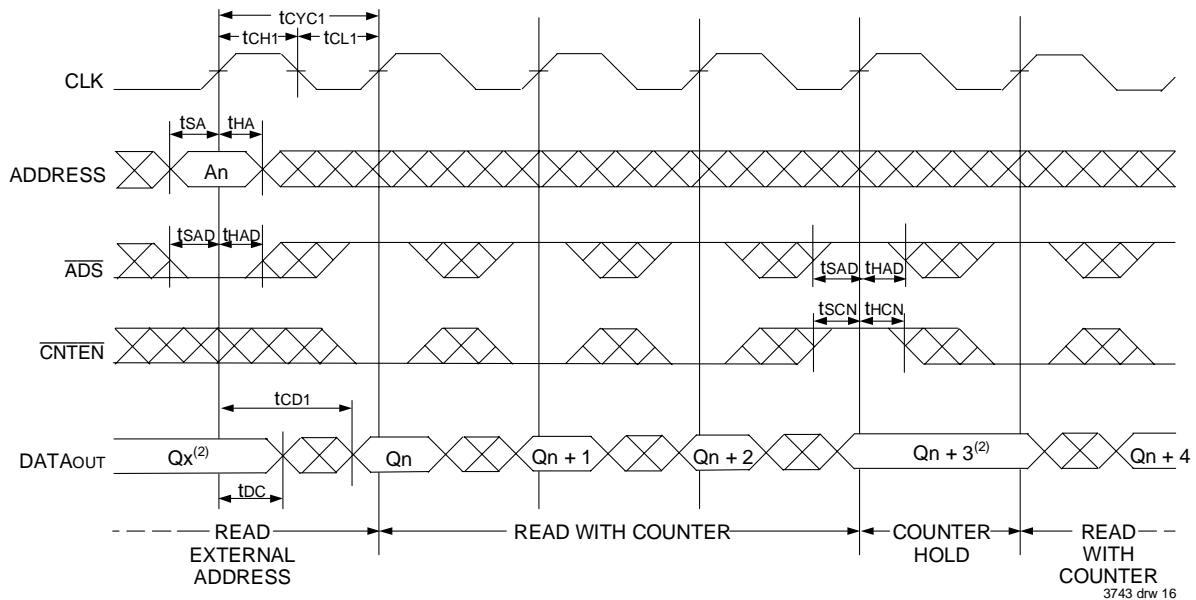 tCYC1
tCH1 tCL1
CLK
tSA tHA
ADDRESS An
tSAD tHAD
ADS
tSAD tHAD
tSCN tHCN
CNTEN
tCD1
DATAOUT Qx(2) Qn Qn + 1 Qn + 2 Qn + 3(2) Qn + 4
tDC
READ EXTERNAL ADDRESS
READ WITH COUNTER
COUNTER HOLD
READ WITH COUNTER
3743 drw 16